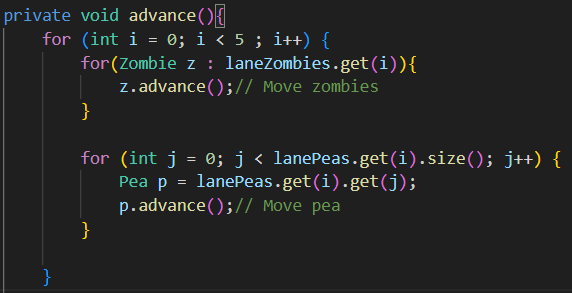 private void advance(){
for (int i = 0; i < 5 ; i++) {
for(Zombie z : laneZombies.get(i)){
z.advance();// Move zombies
}
for (int j = 0; j < lanePeas.get(i).size(); j++) {
Pea p = lanePeas.get(i).get(j);
p.advance();// Move pea
}
}